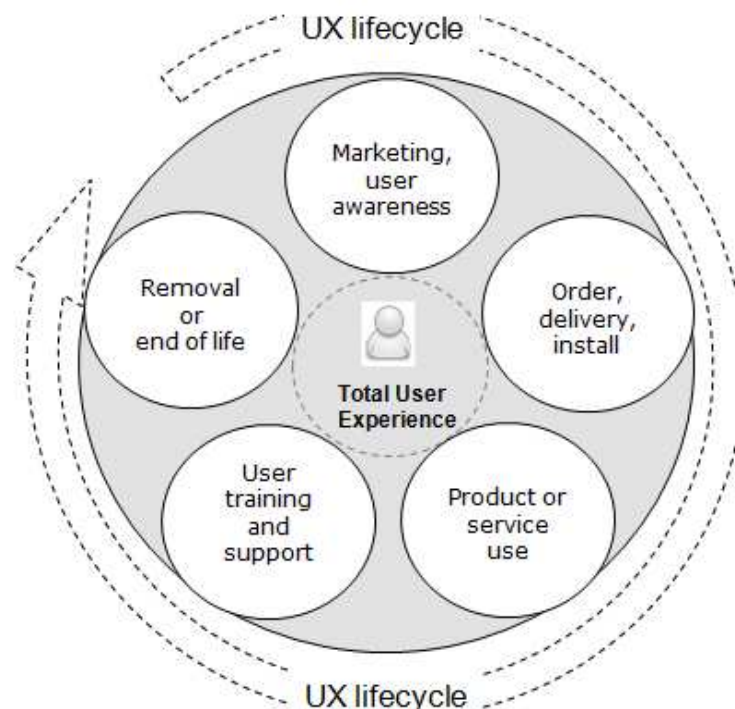 UX lifecycle
Marketing,
user
awareness
Order,
delivery,
install
Product or
service
use
User
training
and
support
Removal
or
end of life
Total User
Experience
UX lifecycle